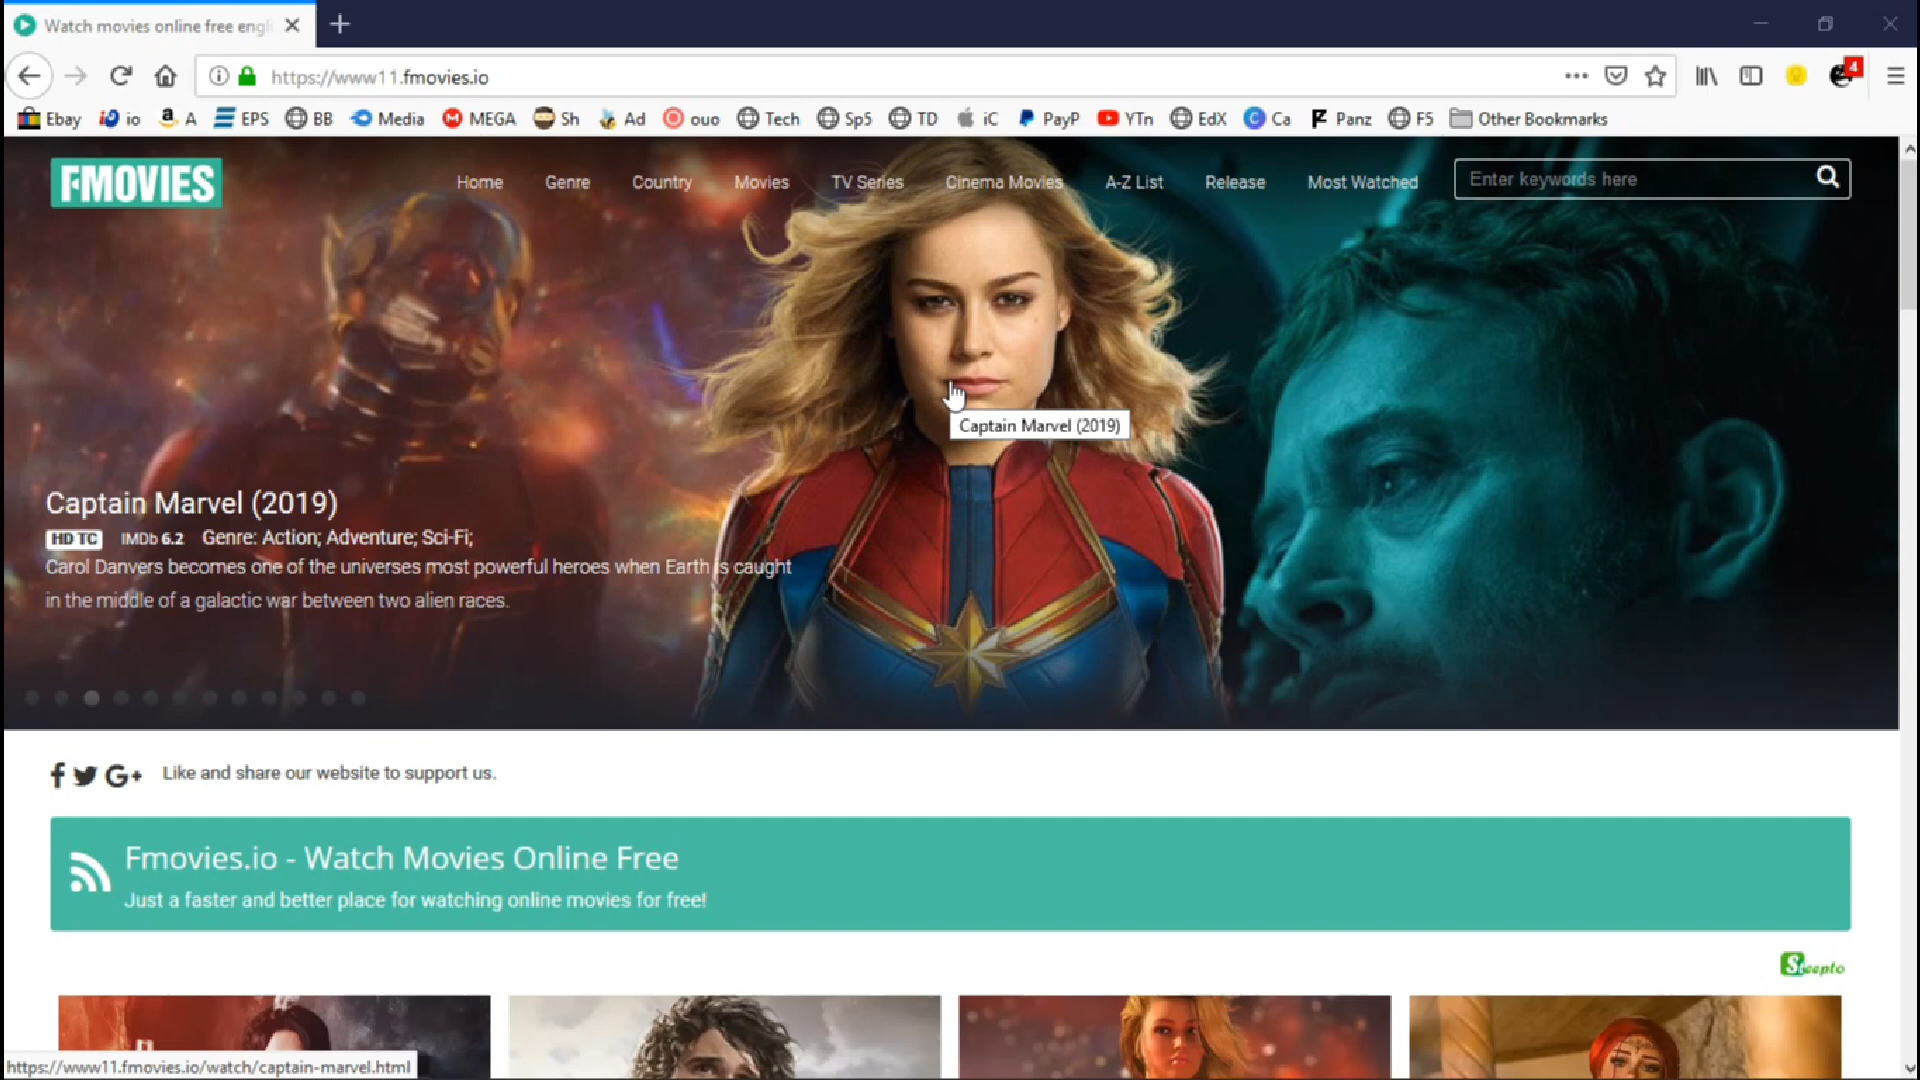 Watch movies online free engl
https://www11.fmovies.io
4
Ebay io A EPS BB Media MEGA Sh Ad ouo Tech Sp5 TD iC PayP YTn EdX Ca Panz F5 Other Bookmarks
FMOVIES Home Genre Country Movies TV Series Cinema Movies A-Z List Release Most Watched Enter keywords here
Captain Marvel (2019)
Captain Marvel (2019)
HD TC IMDb 6.2 Genre: Action; Adventure; Sci-Fi;
Carol Danvers becomes one of the universes most powerful heroes when Earth is caught
in the middle of a galactic war between two alien races.
Like and share our website to support us.
Fmovies.io - Watch Movies Online Free
Just a faster and better place for watching online movies for free!
https://www11.fmovies.io/watch/captain-marvel.html